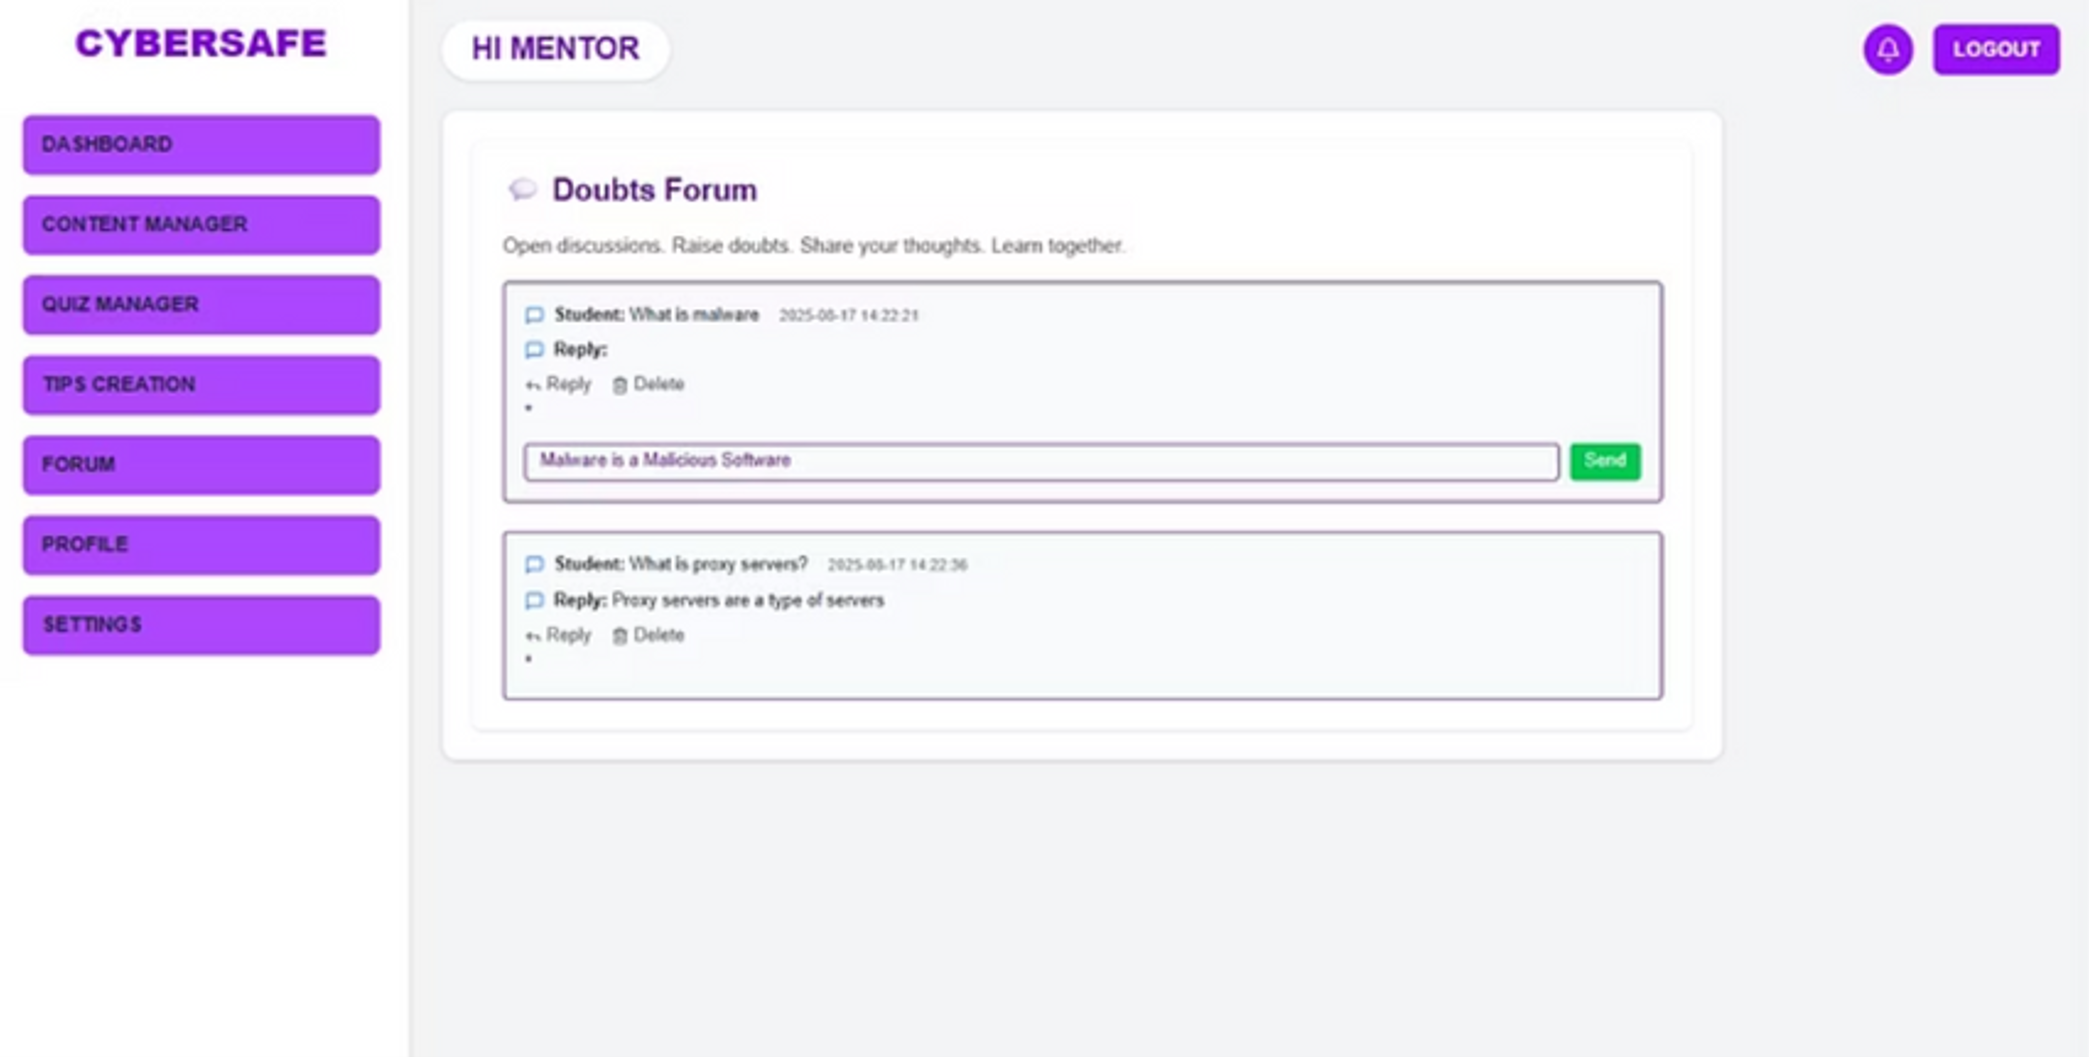 CYBERSAFE
HI MENTOR
LOGOUT
DASHBOARD
CONTENT MANAGER
QUIZ MANAGER
TIPS CREATION
FORUM
PROFILE
SETTINGS
Doubts Forum
Open discussions. Raise doubts. Share your thoughts. Learn together.
Student: What is malware 2025-08-17 14:22:21
Reply:
Reply Delete
Malware is a Malicious Software
Send
Student: What is proxy servers? 2025-08-17 14:22:36
Reply: Proxy servers are a type of servers
Reply Delete